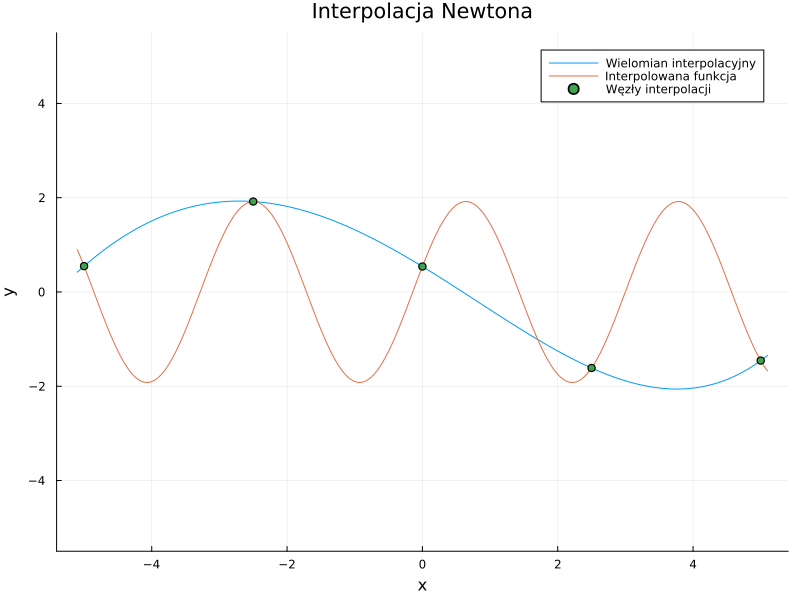 Interpolacja Newtona
Wielomian interpolacyjny
Interpolowana funkcja
Węzły interpolacji
4
2
0
−2
−4
y
−4 −2 0 2 4
x